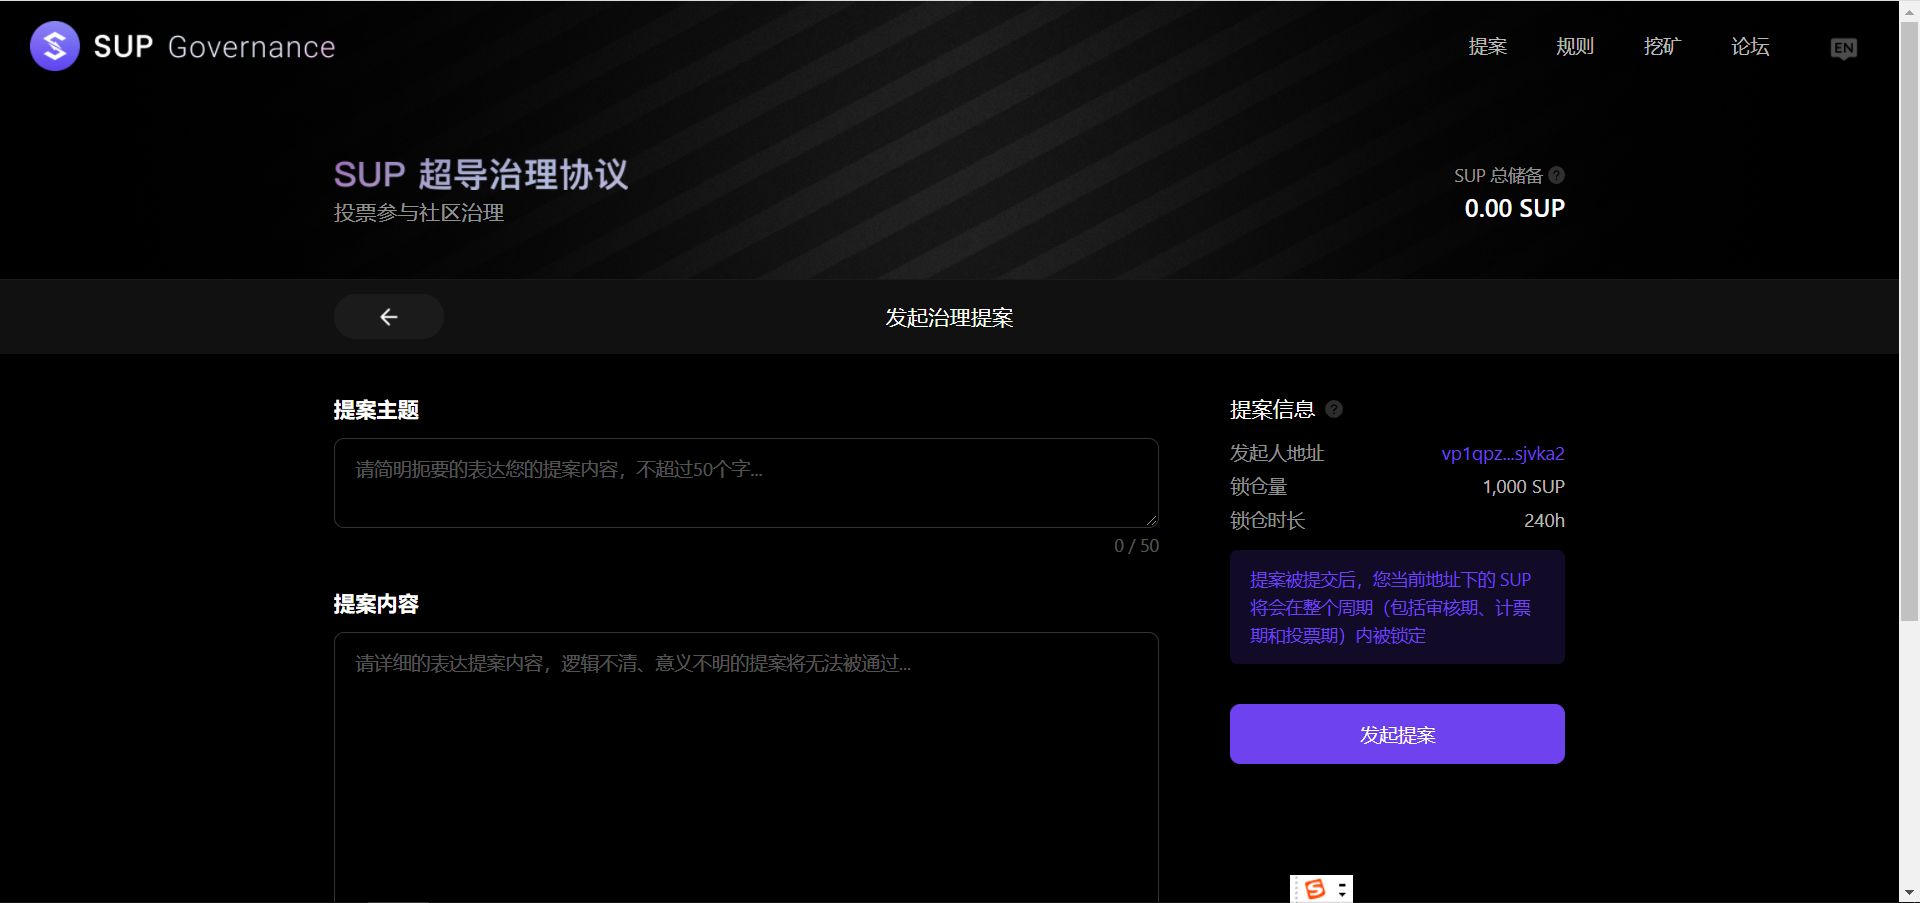 SUP Governance
提案
规则
挖矿
论坛
EN
SUP 超导治理协议
投票参与社区治理
SUP 总储备 ?
0.00 SUP
发起治理提案
提案主题
请简明扼要的表达您的提案内容，不超过50个字...
0 / 50
提案内容
请详细的表达提案内容，逻辑不清、意义不明的提案将无法被通过...
提案信息 ?
发起人地址 vp1qpz...sjvka2
锁仓量 1,000 SUP
锁仓时长 240h
提案被提交后，您当前地址下的 SUP
将会在整个周期（包括审核期、计票
期和投票期）内被锁定
发起提案